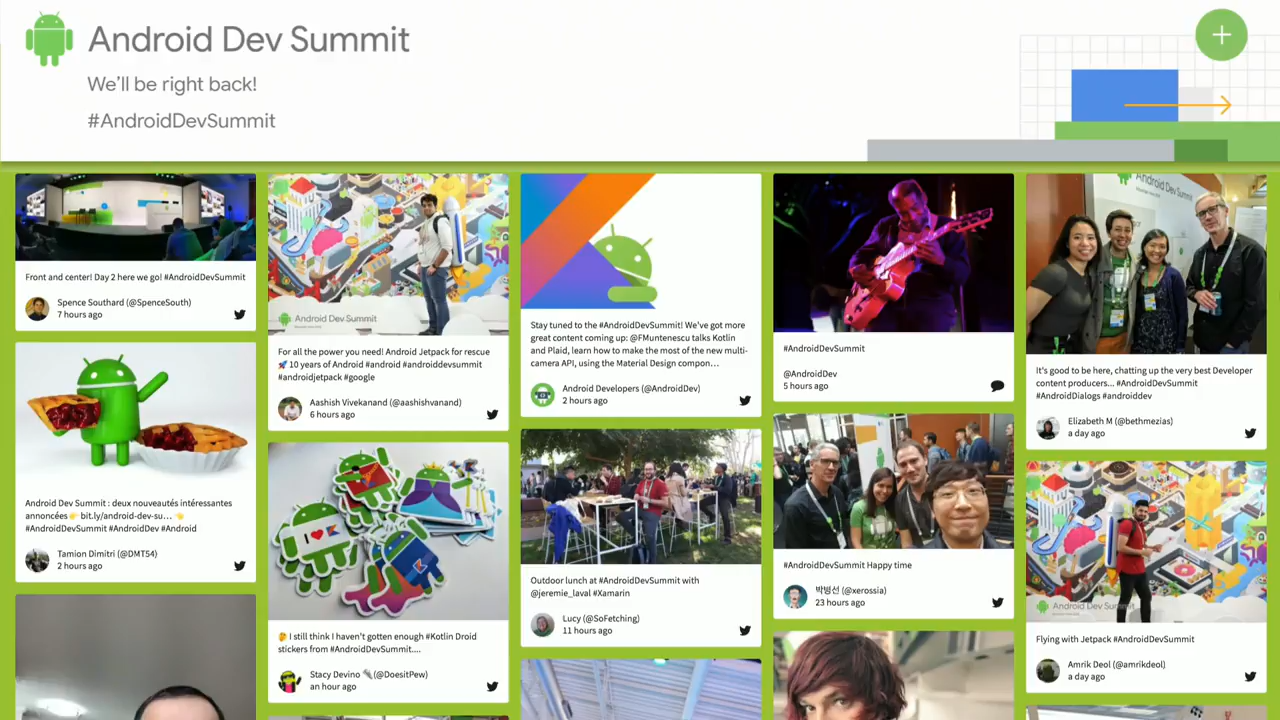 Android Dev Summit
We'll be right back!
#AndroidDevSummit
Front and center! Day 2 here we go! #AndroidDevSummit
Spence Southard (@SpenceSouth)
7 hours ago
Android Dev Summit : deux nouveautés intéressantes
annoncées 👉 bit.ly/android-dev-su... 👈
#AndroidDevSummit #AndroidDev #Android
Tamion Dimitri (@DMT54)
2 hours ago
Android Dev Summit
For all the power you need! Android Jetpack for rescue
🚀 10 years of Android #android #androiddevsummit
#androidjetpack #google
Aashish Vivekanand (@aashishvanand)
6 hours ago
I
🤔 I still think I haven't gotten enough #Kotlin Droid
stickers from #AndroidDevSummit....
Stacy Devino (@DoesitPew)
an hour ago
Stay tuned to the #AndroidDevSummit! We've got more
great content coming up: @FMuntenescu talks Kotlin
and Plaid, learn how to make the most of the new multi-
camera API, using the Material Design compon...
Android Developers (@AndroidDev)
2 hours ago
Outdoor lunch at #AndroidDevSummit with
@jeremie_laval #Xamarin
Lucy (@SoFetching)
11 hours ago
#AndroidDevSummit
@AndroidDev
5 hours ago
#AndroidDevSummit Happy time
박병선 (@xerossia)
23 hours ago
Android Dev Summit
It's good to be here, chatting up the very best Developer
content producers... #AndroidDevSummit
#AndroidDialogs #androiddev
Elizabeth M (@bethmezias)
a day ago
Android Dev Summit
Flying with Jetpack #AndroidDevSummit
Amrik Deol (@amrikdeol)
a day ago